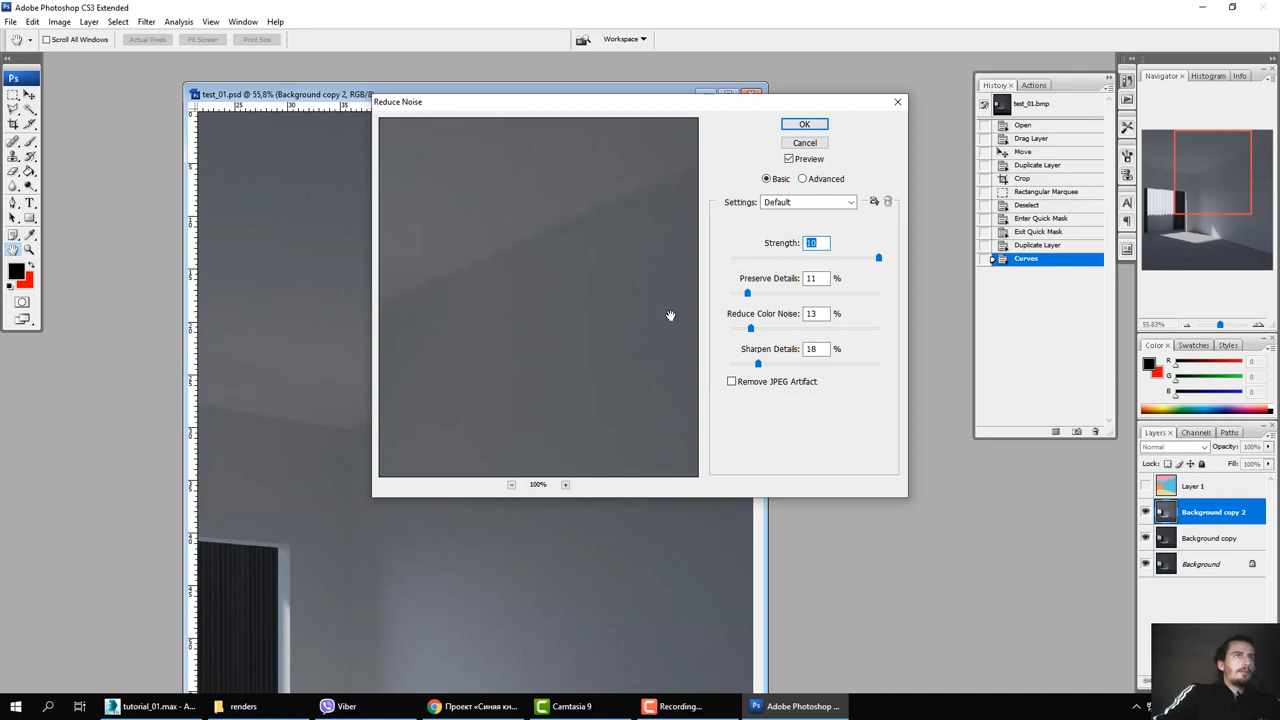 Adobe Photoshop CS3 Extended
File Edit Image Layer Select Filter Analysis View Window Help
Scroll All Windows Actual Pixels Fit Screen Print Size Workspace
Ps
test_01.psd @ 55,8% (Background copy 2, RGB/8)
25 30 35
Reduce Noise
OK
Cancel
Preview
Basic Advanced
Settings: Default
Strength: 10
Preserve Details: 11 %
Reduce Color Noise: 13 %
Sharpen Details: 18 %
Remove JPEG Artifact
100%
History Actions
test_01.bmp
Open
Drag Layer
Move
Duplicate Layer
Crop
Rectangular Marquee
Deselect
Enter Quick Mask
Exit Quick Mask
Duplicate Layer
Curves
Navigator Histogram Info
55.83%
Color Swatches Styles
R 0
G 0
B 0
Layers Channels Paths
Normal Opacity: 100%
Lock: Fill: 100%
Layer 1
Background copy 2
Background copy
Background
tutorial_01.max - A... renders Viber Проект «Синяя кн... Camtasia 9 Recording... Adobe Photoshop ...